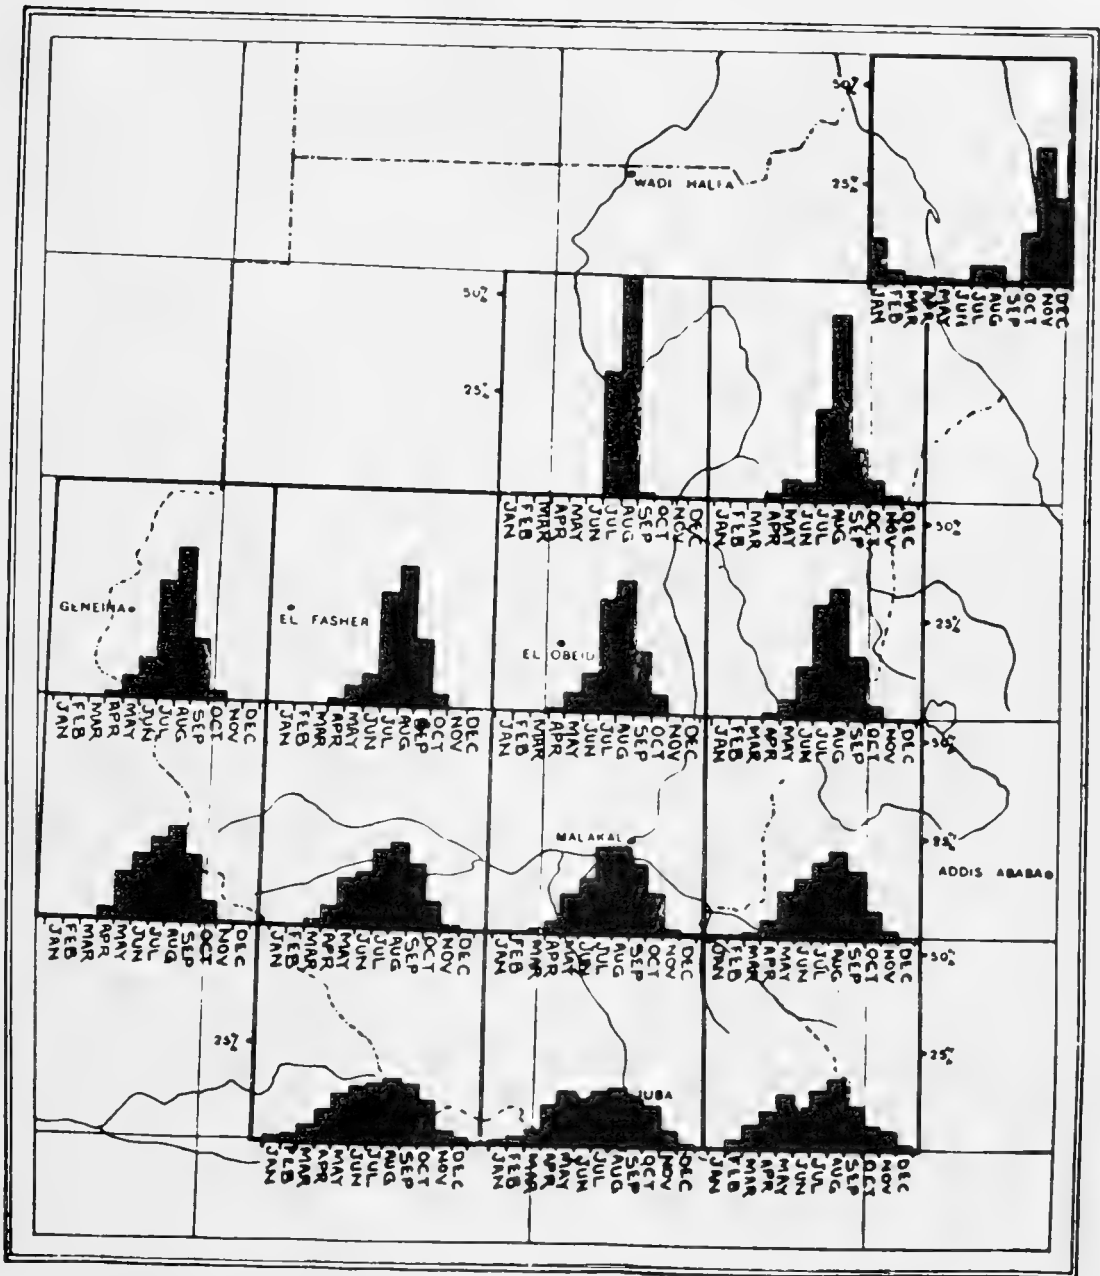 50%
25%
WADI HALFA
JAN FEB MAR APR MAY JUN JUL AUG SEP OCT NOV DEC
50%
25%
JAN FEB MAR APR MAY JUN JUL AUG SEP OCT NOV DEC
JAN FEB MAR APR MAY JUN JUL AUG SEP OCT NOV DEC
50%
25%
GENEINA
EL FASHER
EL OBEID
JAN FEB MAR APR MAY JUN JUL AUG SEP OCT NOV DEC
JAN FEB MAR APR MAY JUN JUL AUG SEP OCT NOV DEC
JAN FEB MAR APR MAY JUN JUL AUG SEP OCT NOV DEC
JAN FEB MAR APR MAY JUN JUL AUG SEP OCT NOV DEC
50%
25%
MALAKAL
ADDIS ABABA
JAN FEB MAR APR MAY JUN JUL AUG SEP OCT NOV DEC
JAN FEB MAR APR MAY JUN JUL AUG SEP OCT NOV DEC
JAN FEB MAR APR MAY JUN JUL AUG SEP OCT NOV DEC
JAN FEB MAR APR MAY JUN JUL AUG SEP OCT NOV DEC
50%
25%
25%
JUBA
JAN FEB MAR APR MAY JUN JUL AUG SEP OCT NOV DEC
JAN FEB MAR APR MAY JUN JUL AUG SEP OCT NOV DEC
JAN FEB MAR APR MAY JUN JUL AUG SEP OCT NOV DEC